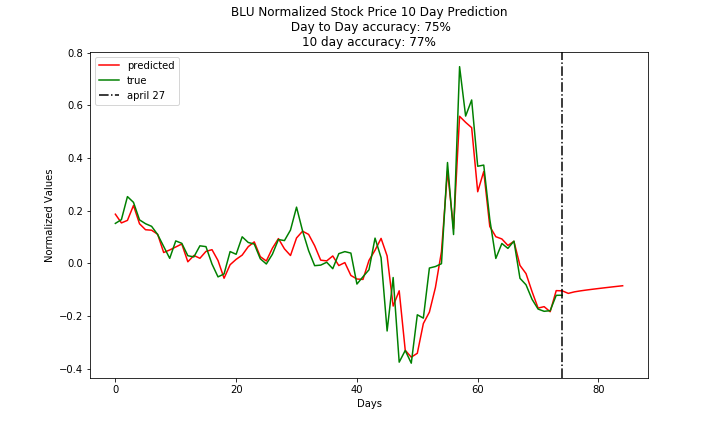 BLU Normalized Stock Price 10 Day Prediction
Day to Day accuracy: 75%
10 day accuracy: 77%
predicted
true
april 27
Normalized Values
0.8
0.6
0.4
0.2
0.0
−0.2
−0.4
0 20 40 60 80
Days